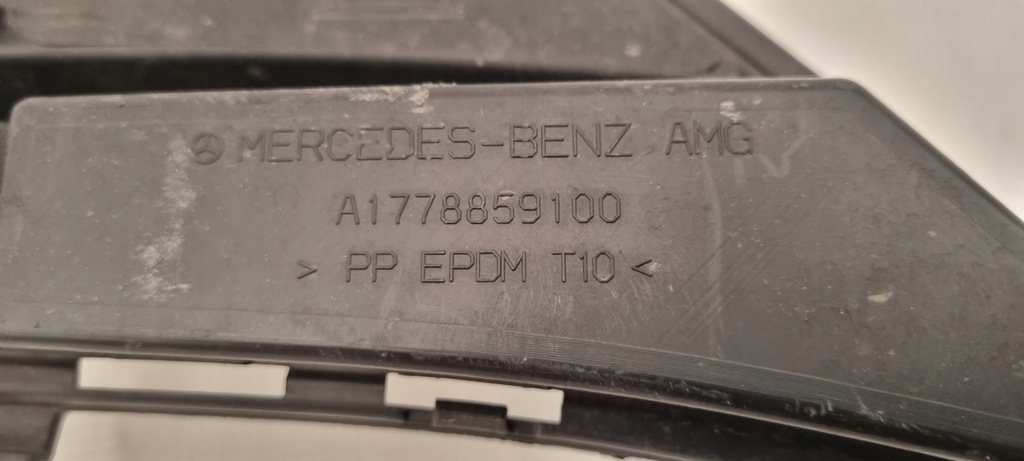 MERCEDES-BENZ AMG
A1778859100
> PP EPDM T10 <